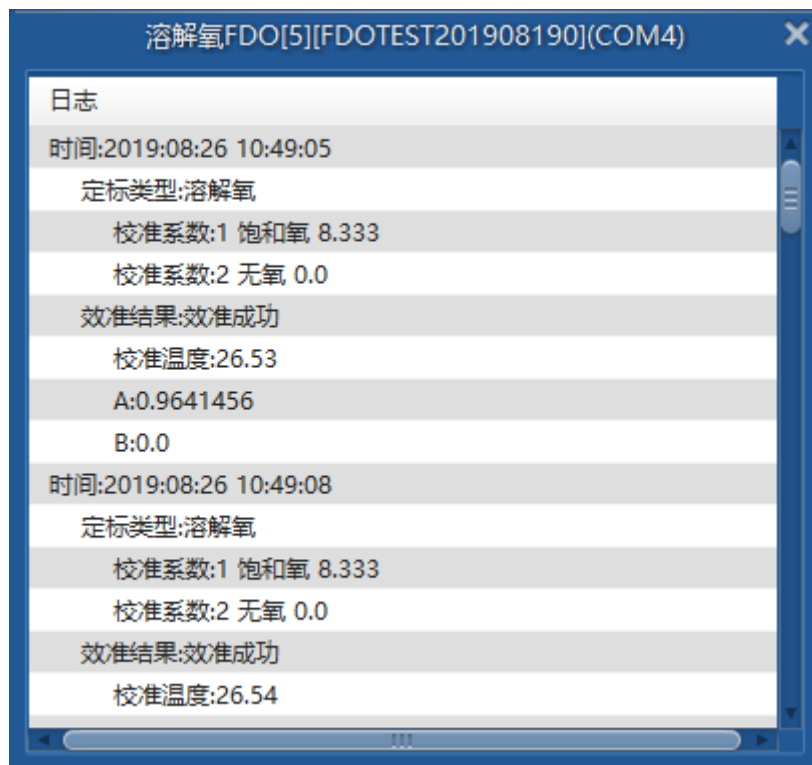 溶解氧FDO[5][FDOTEST201908190](COM4)
日志
时间:2019:08:26 10:49:05
定标类型:溶解氧
校准系数:1 饱和氧 8.333
校准系数:2 无氧 0.0
效准结果:效准成功
校准温度:26.53
A:0.9641456
B:0.0
时间:2019:08:26 10:49:08
定标类型:溶解氧
校准系数:1 饱和氧 8.333
校准系数:2 无氧 0.0
效准结果:效准成功
校准温度:26.54